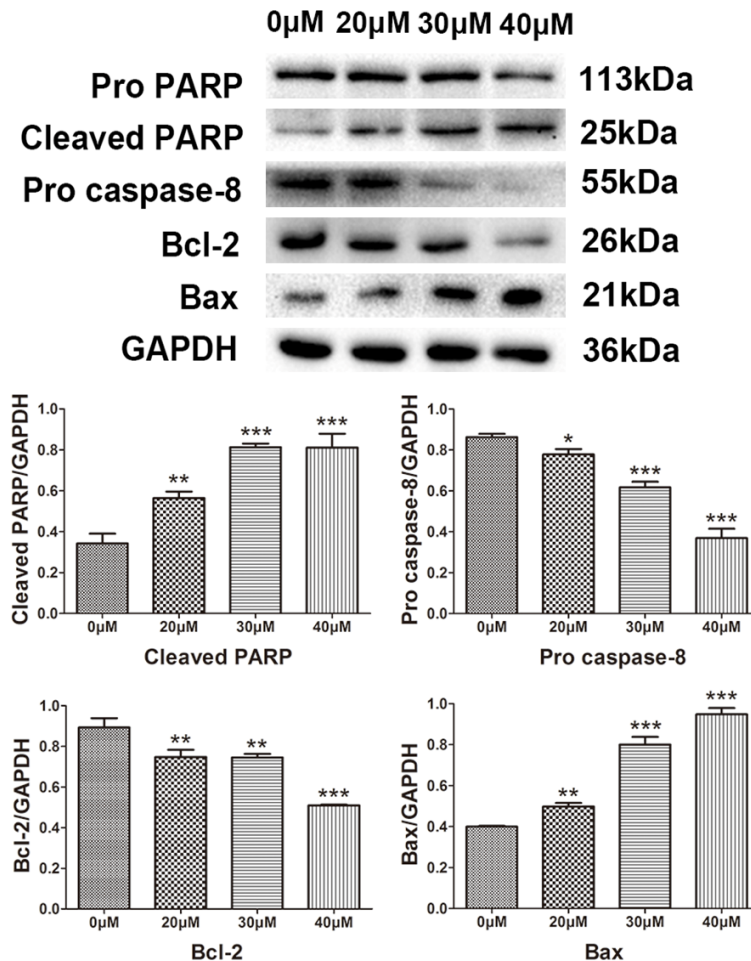 0μM 20μM 30μM 40μM
Pro PARP 113kDa
Cleaved PARP 25kDa
Pro caspase-8 55kDa
Bcl-2 26kDa
Bax 21kDa
GAPDH 36kDa
Cleaved PARP/GAPDH
1.0
0.8
0.6
0.4
0.2
0.0
** *** ***
0μM 20μM 30μM 40μM
Cleaved PARP
Pro caspase-8/GAPDH
1.0
0.8
0.6
0.4
0.2
0.0
* *** ***
0μM 20μM 30μM 40μM
Pro caspase-8
Bcl-2/GAPDH
1.0
0.8
0.6
0.4
0.2
0.0
** ** ***
0μM 20μM 30μM 40μM
Bcl-2
Bax/GAPDH
1.0
0.8
0.6
0.4
0.2
0.0
** *** ***
0μM 20μM 30μM 40μM
Bax